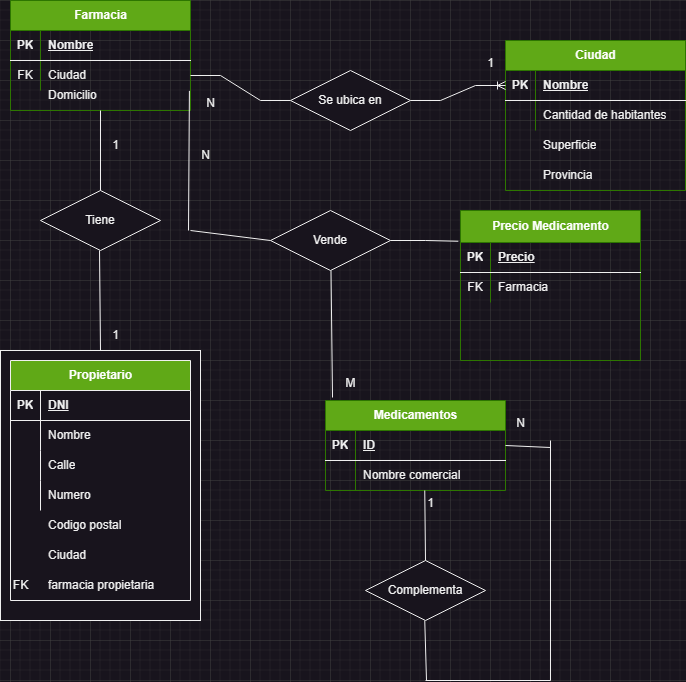 Farmacia
PK Nombre
FK Ciudad
Domicilio
N
1
Se ubica en
Ciudad
PK Nombre
Cantidad de habitantes
Superficie
Provincia
1
N
Tiene
Vende
Precio Medicamento
PK Precio
FK Farmacia
1
M
Propietario
PK DNI
Nombre
Calle
Numero
Codigo postal
Ciudad
FK farmacia propietaria
Medicamentos
PK ID
Nombre comercial
N
1
Complementa